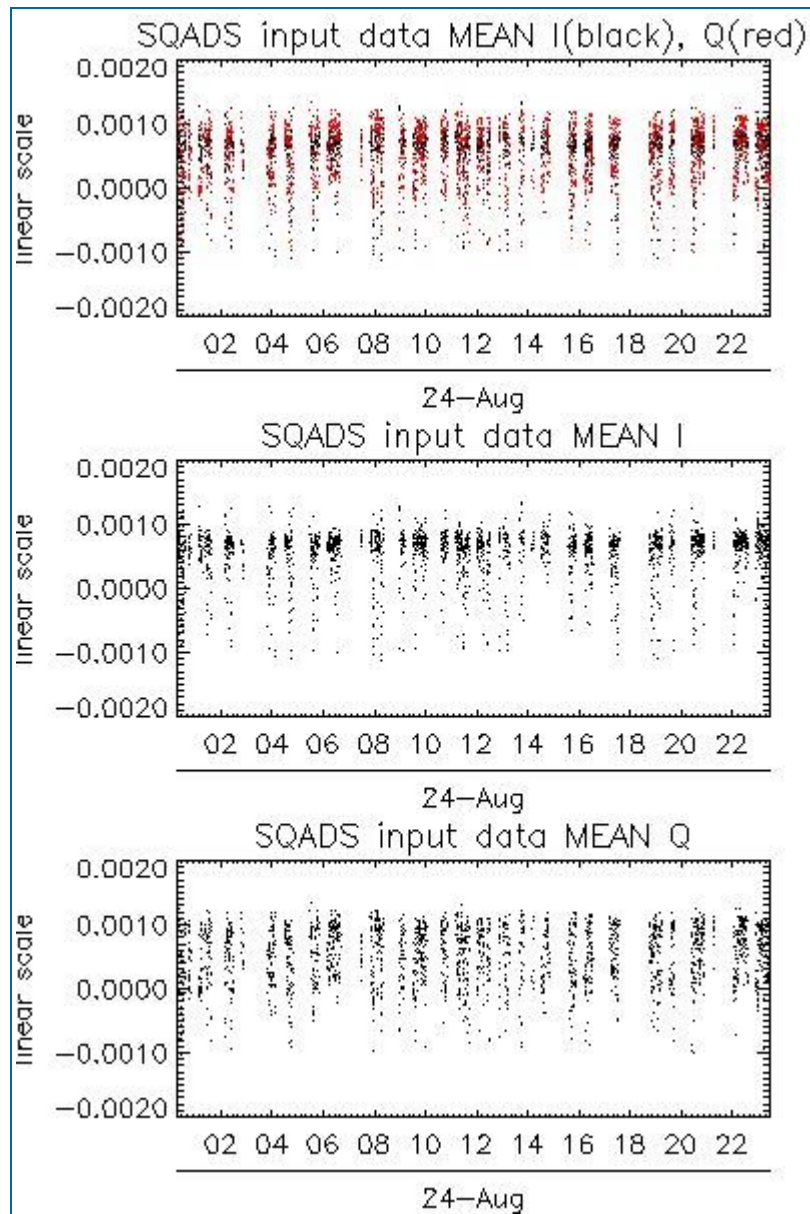 SQADS input data MEAN I(black), Q(red)
linear scale
0.0020
0.0010
0.0000
−0.0010
−0.0020
02 04 06 08 10 12 14 16 18 20 22
24−Aug
SQADS input data MEAN I
linear scale
0.0020
0.0010
0.0000
−0.0010
−0.0020
02 04 06 08 10 12 14 16 18 20 22
24−Aug
SQADS input data MEAN Q
linear scale
0.0020
0.0010
0.0000
−0.0010
−0.0020
02 04 06 08 10 12 14 16 18 20 22
24−Aug